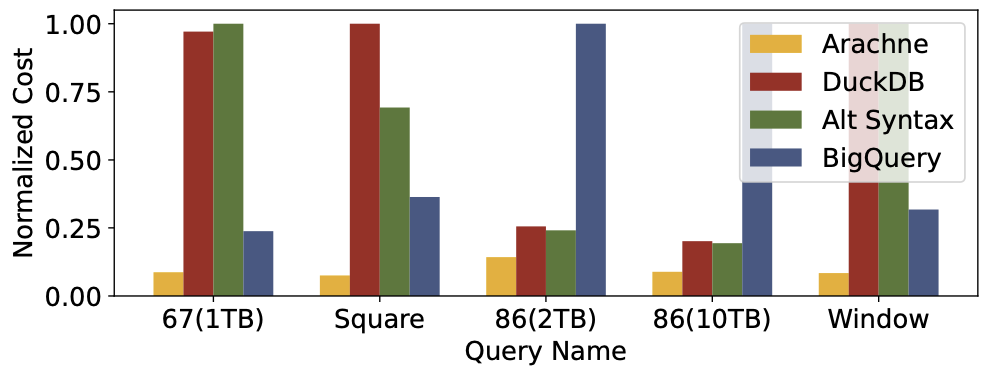 Normalized Cost
1.00
0.75
0.50
0.25
0.00
Arachne
DuckDB
Alt Syntax
BigQuery
67(1TB)
Square
86(2TB)
86(10TB)
Window
Query Name